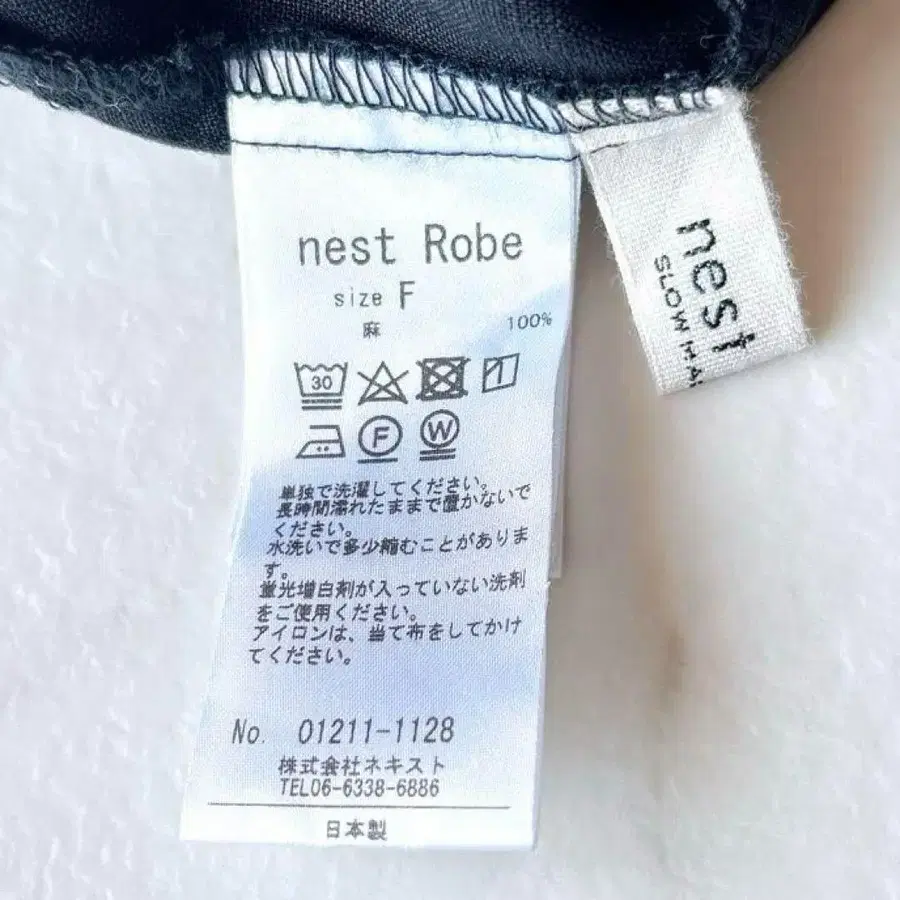 nest Robe
size F
麻
100%
30
F
W
単独で洗濯してください。
長時間濡れたままで置かないで
ください。
水洗いで多少縮むことがありま
す。
蛍光増白剤が入っていない洗剤
をご使用ください。
アイロンは、当て布をしてかけ
てください。
No. 01211-1128
株式会社ネキスト
TEL06-6338-6886
日本製
nest
SLOW